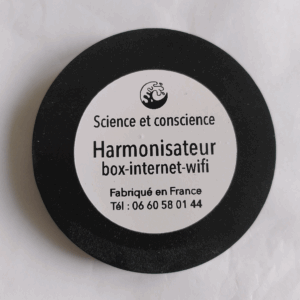 Science et conscience
Harmonisateur
box-internet-wifi
Fabriqué en France
Tél : 06 60 58 01 44